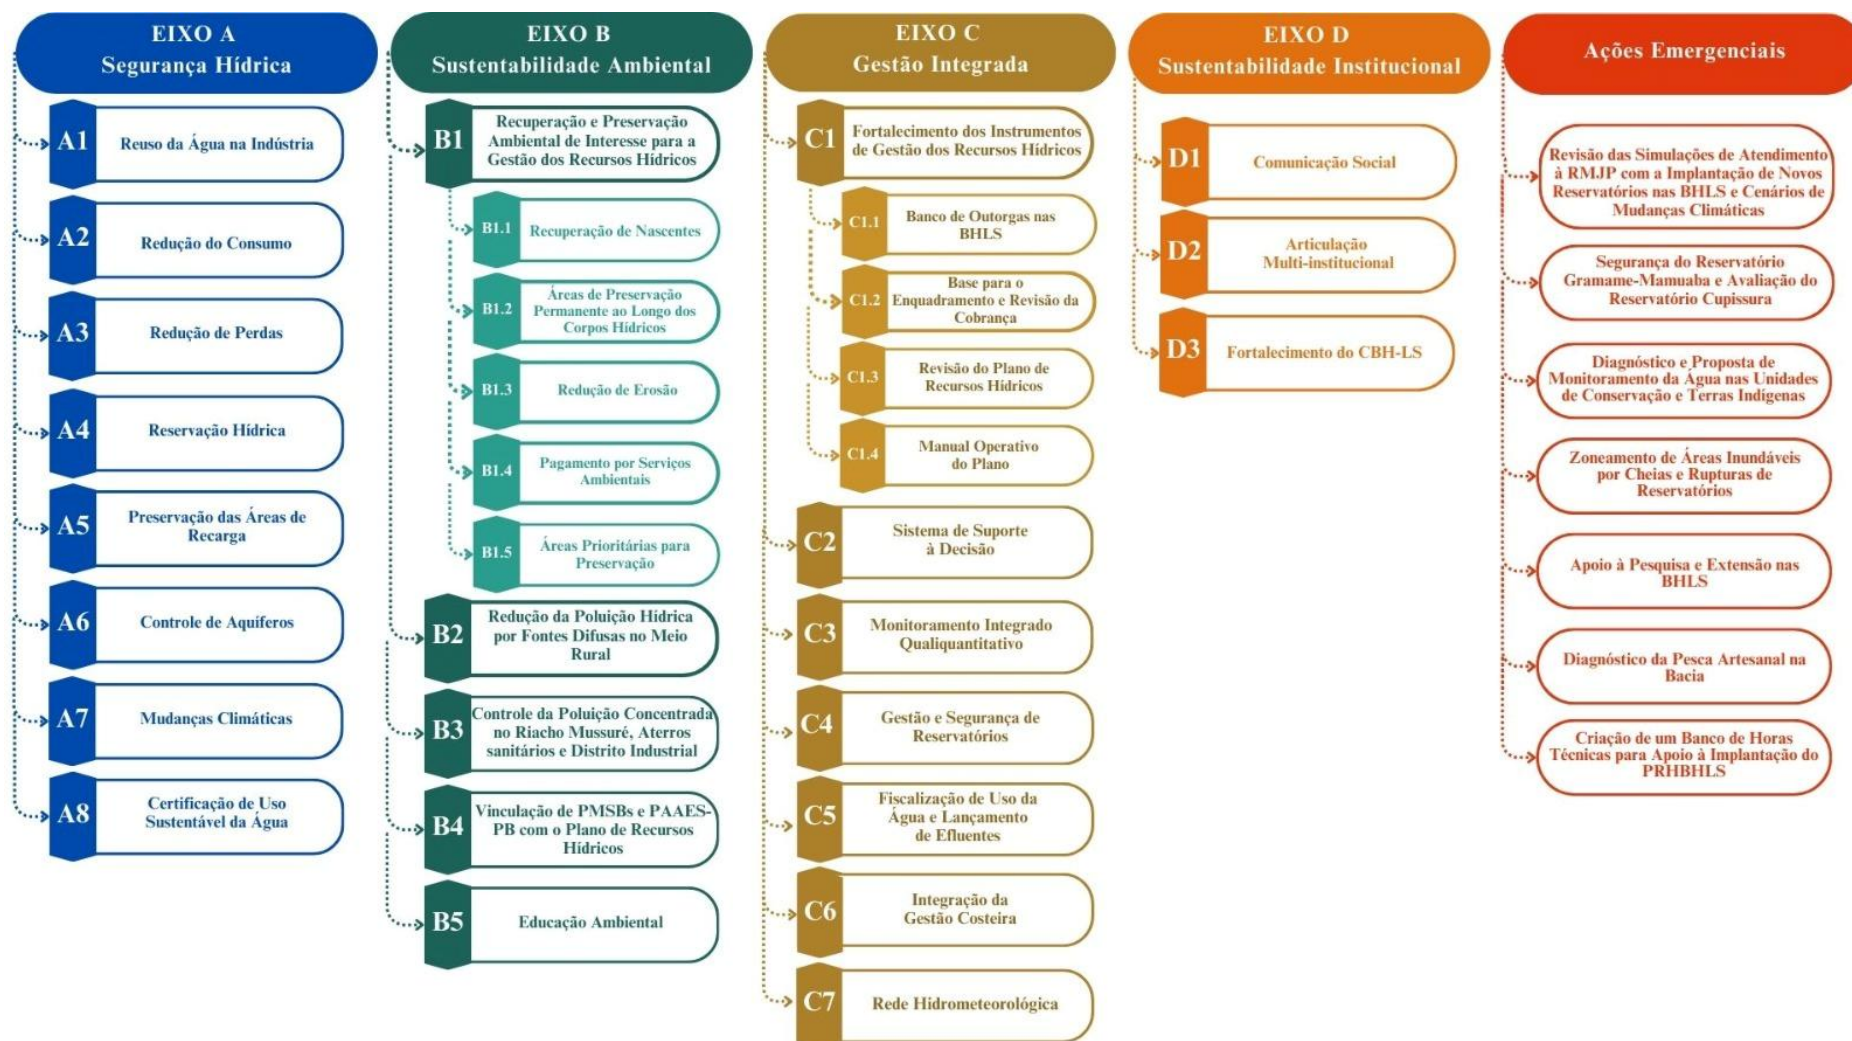 EIXO A
Segurança Hídrica
A1
Reuso da Água na Indústria
A2
Redução do Consumo
A3
Redução de Perdas
A4
Reservação Hídrica
A5
Preservação das Áreas de
Recarga
A6
Controle de Aquíferos
A7
Mudanças Climáticas
A8
Certificação de Uso
Sustentável da Água
EIXO B
Sustentabilidade Ambiental
B1
Recuperação e Preservação
Ambiental de Interesse para a
Gestão dos Recursos Hídricos
B1.1
Recuperação de Nascentes
B1.2
Áreas de Preservação
Permanente ao Longo dos
Corpos Hídricos
B1.3
Redução de Erosão
B1.4
Pagamento por Serviços
Ambientais
B1.5
Áreas Prioritárias para
Preservação
B2
Redução da Poluição Hídrica
por Fontes Difusas no Meio
Rural
B3
Controle da Poluição Concentrada
no Riacho Mussuré, Aterros
sanitários e Distrito Industrial
B4
Vinculação de PMSBs e PAAES-
PB com o Plano de Recursos
Hídricos
B5
Educação Ambiental
EIXO C
Gestão Integrada
C1
Fortalecimento dos Instrumentos
de Gestão dos Recursos Hídricos
C1.1
Banco de Outorgas nas
BHLS
C1.2
Base para o
Enquadramento e Revisão da
Cobrança
C1.3
Revisão do Plano de
Recursos Hídricos
C1.4
Manual Operativo
do Plano
C2
Sistema de Suporte
à Decisão
C3
Monitoramento Integrado
Qualiquantitativo
C4
Gestão e Segurança de
Reservatórios
C5
Fiscalização de Uso da
Água e Lançamento
de Efluentes
C6
Integração da
Gestão Costeira
C7
Rede Hidrometeorológica
EIXO D
Sustentabilidade Institucional
D1
Comunicação Social
D2
Articulação
Multi-institucional
D3
Fortalecimento do CBH-LS
Ações Emergenciais
Revisão das Simulações de Atendimento
à RMJP com a Implantação de Novos
Reservatórios nas BHLS e Cenários de
Mudanças Climáticas
Segurança do Reservatório
Gramame-Mamuaba e Avaliação do
Reservatório Cupissura
Diagnóstico e Proposta de
Monitoramento da Água nas Unidades
de Conservação e Terras Indígenas
Zoneamento de Áreas Inundáveis
por Cheias e Rupturas de
Reservatórios
Apoio à Pesquisa e Extensão nas
BHLS
Diagnóstico da Pesca Artesanal na
Bacia
Criação de um Banco de Horas
Técnicas para Apoio à Implantação do
PRHBHLS